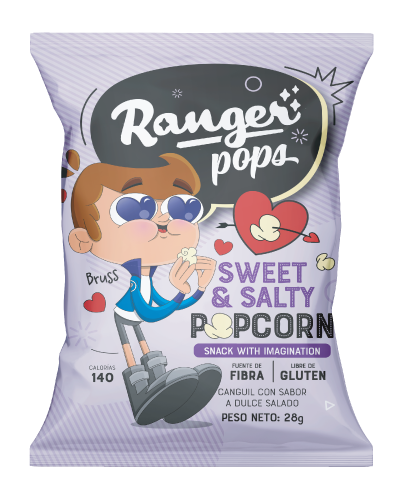 Ranger
pops
Bruss
SWEET
& SALTY
POPCORN
SNACK WITH IMAGINATION
CALORÍAS
140
FUENTE DE
FIBRA
LIBRE DE
GLUTEN
CANGUIL CON SABOR
A DULCE SALADO
PESO NETO: 28g